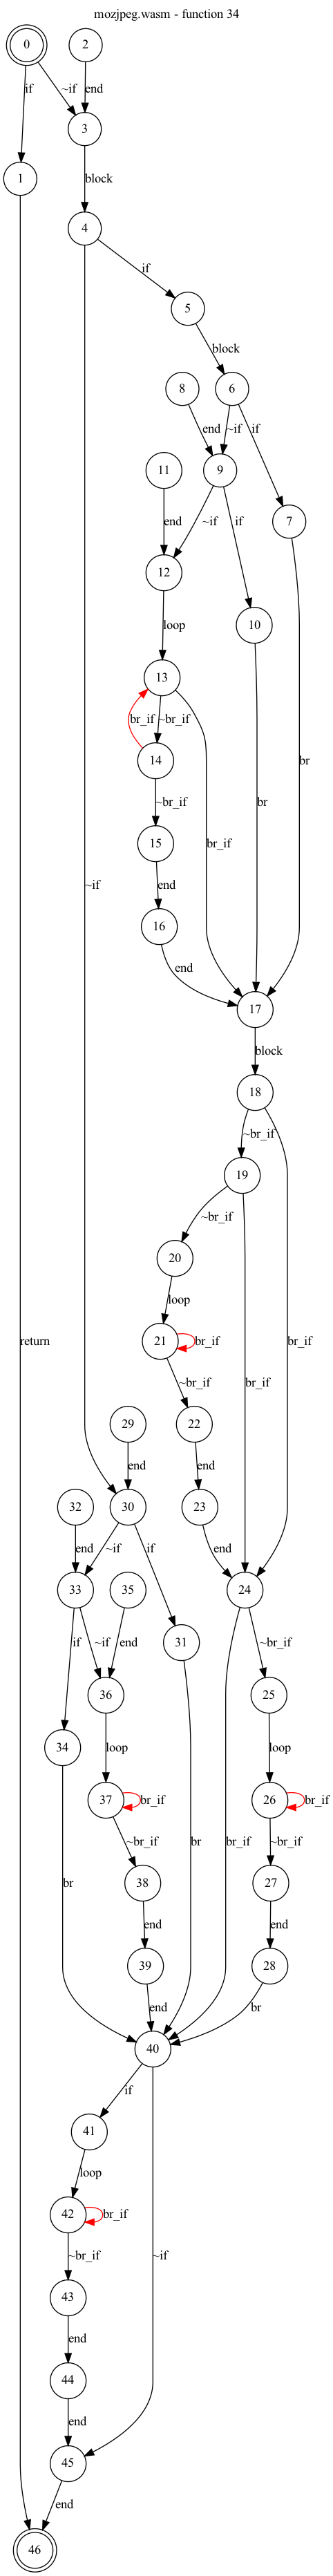 mozjpeg.wasm - function 34
0
2
if
~if
end
3
1
block
4
if
5
block
8
6
end
~if
if
11
9
7
end
~if
if
12
10
loop
13
br_if
~br_if
br
br
14
~if
~br_if
br_if
15
end
16
end
17
block
18
~br_if
19
~br_if
20
loop
return
21
br_if
br_if
br_if
~br_if
29
22
end
end
32
30
23
end
~if
if
end
33
35
24
if
~if
end
31
~br_if
36
25
34
loop
loop
37
br_if
26
br_if
br
~br_if
br
br_if
~br_if
38
27
end
end
39
28
end
br
40
if
41
loop
42
br_if
~br_if
~if
43
end
44
end
45
end
46